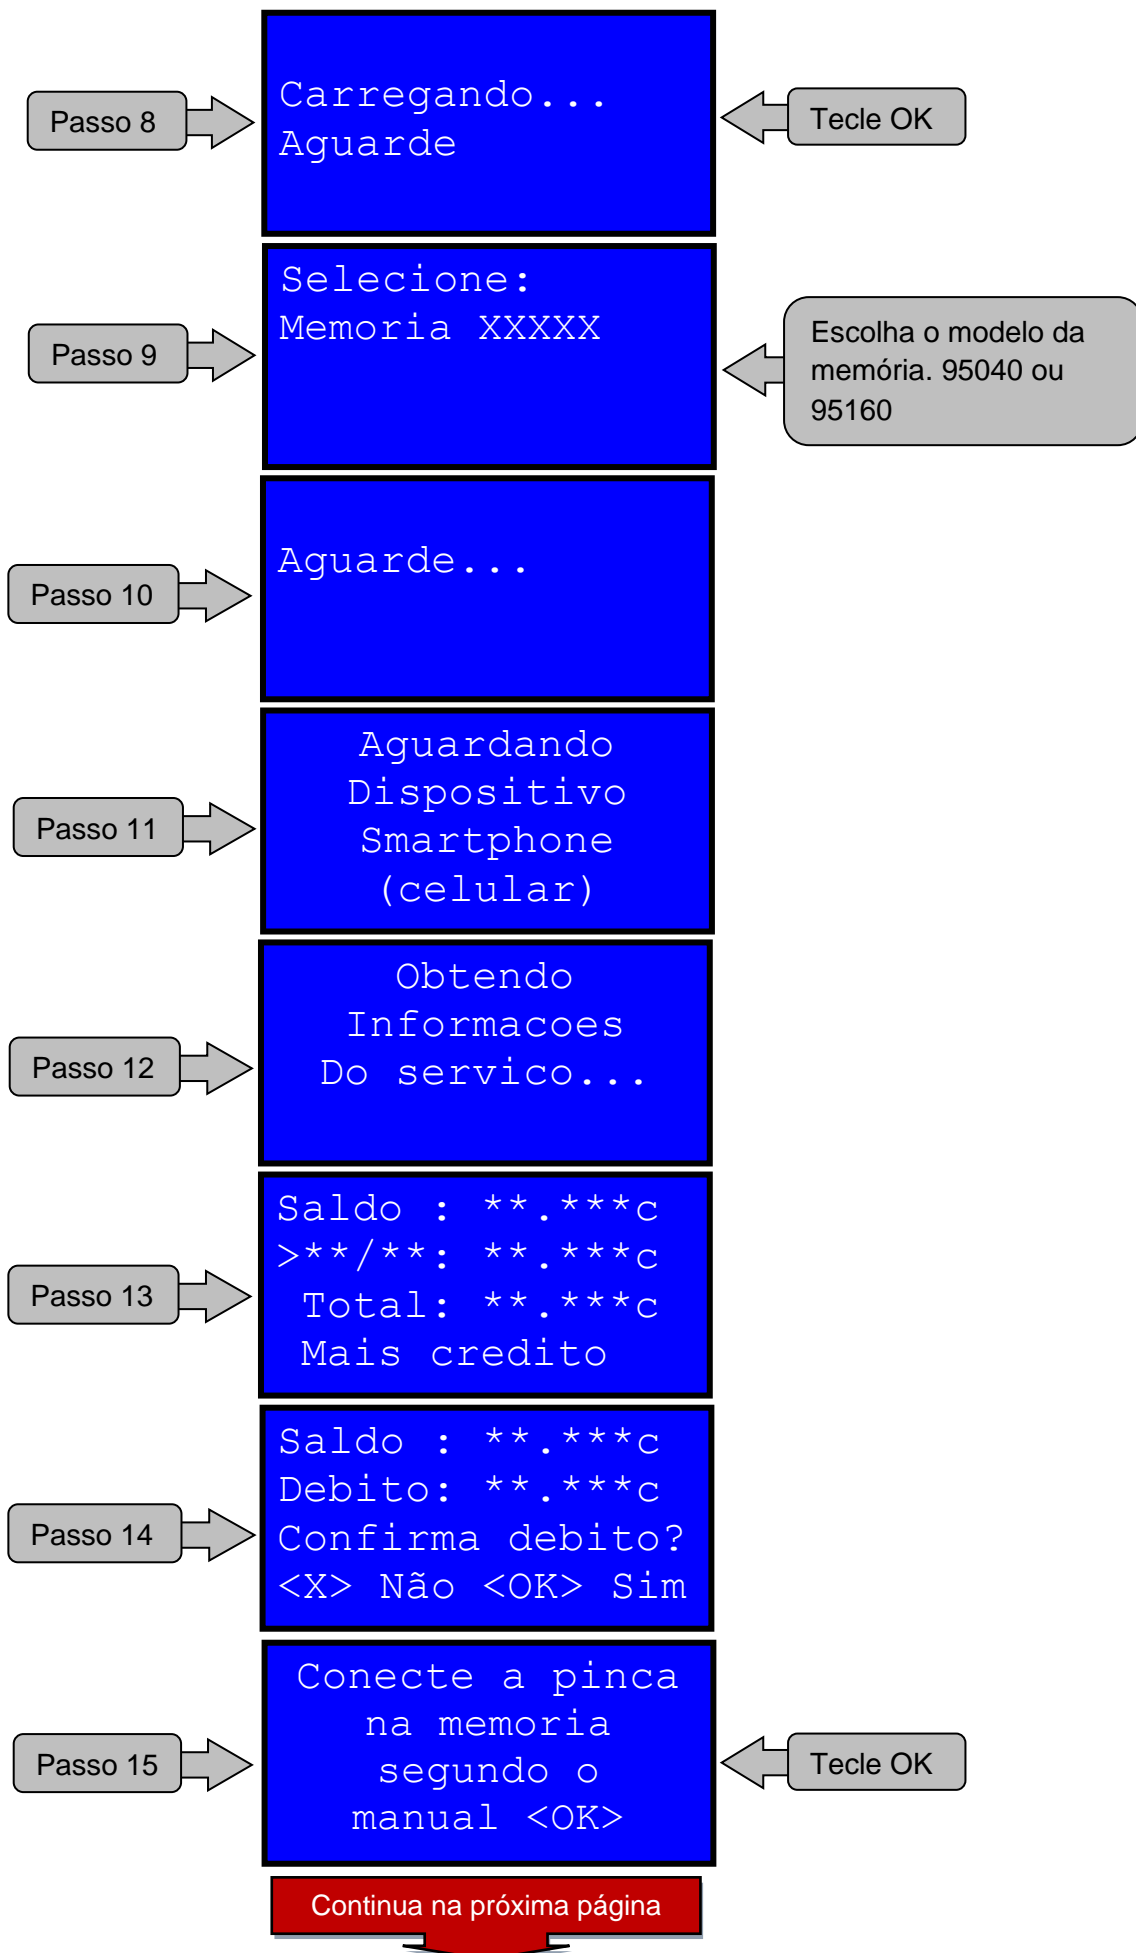 Passo 8
Carregando...
Aguarde
Tecle OK
Passo 9
Selecione:
Memoria XXXXX
Escolha o modelo da
memória. 95040 ou
95160
Passo 10
Aguarde...
Passo 11
Aguardando
Dispositivo
Smartphone
(celular)
Passo 12
Obtendo
Informacoes
Do servico...
Passo 13
Saldo : **.***c
>**/**: **.***c
Total: **.***c
Mais credito
Passo 14
Saldo : **.***c
Debito: **.***c
Confirma debito?
<X> Não <OK> Sim
Passo 15
Conecte a pinca
na memoria
segundo o
manual <OK>
Tecle OK
Continua na próxima página